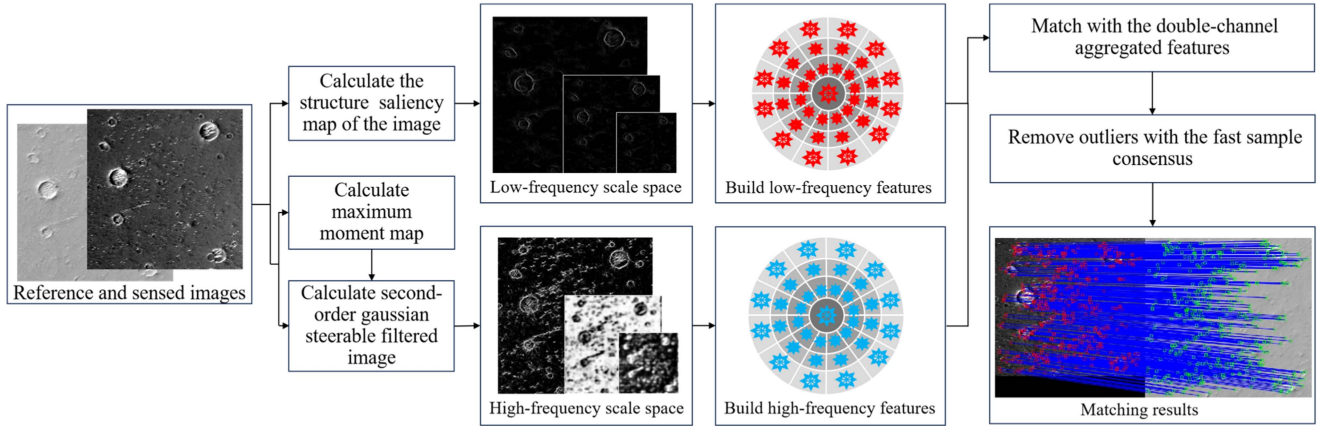 Reference and sensed images
Calculate the
structure saliency
map of the image
Calculate
maximum
moment map
Calculate second-
order gaussian
steerable filtered
image
Low-frequency scale space
High-frequency scale space
Build low-frequency features
Build high-frequency features
Match with the double-channel
aggregated features
Remove outliers with the fast sample
consensus
Matching results